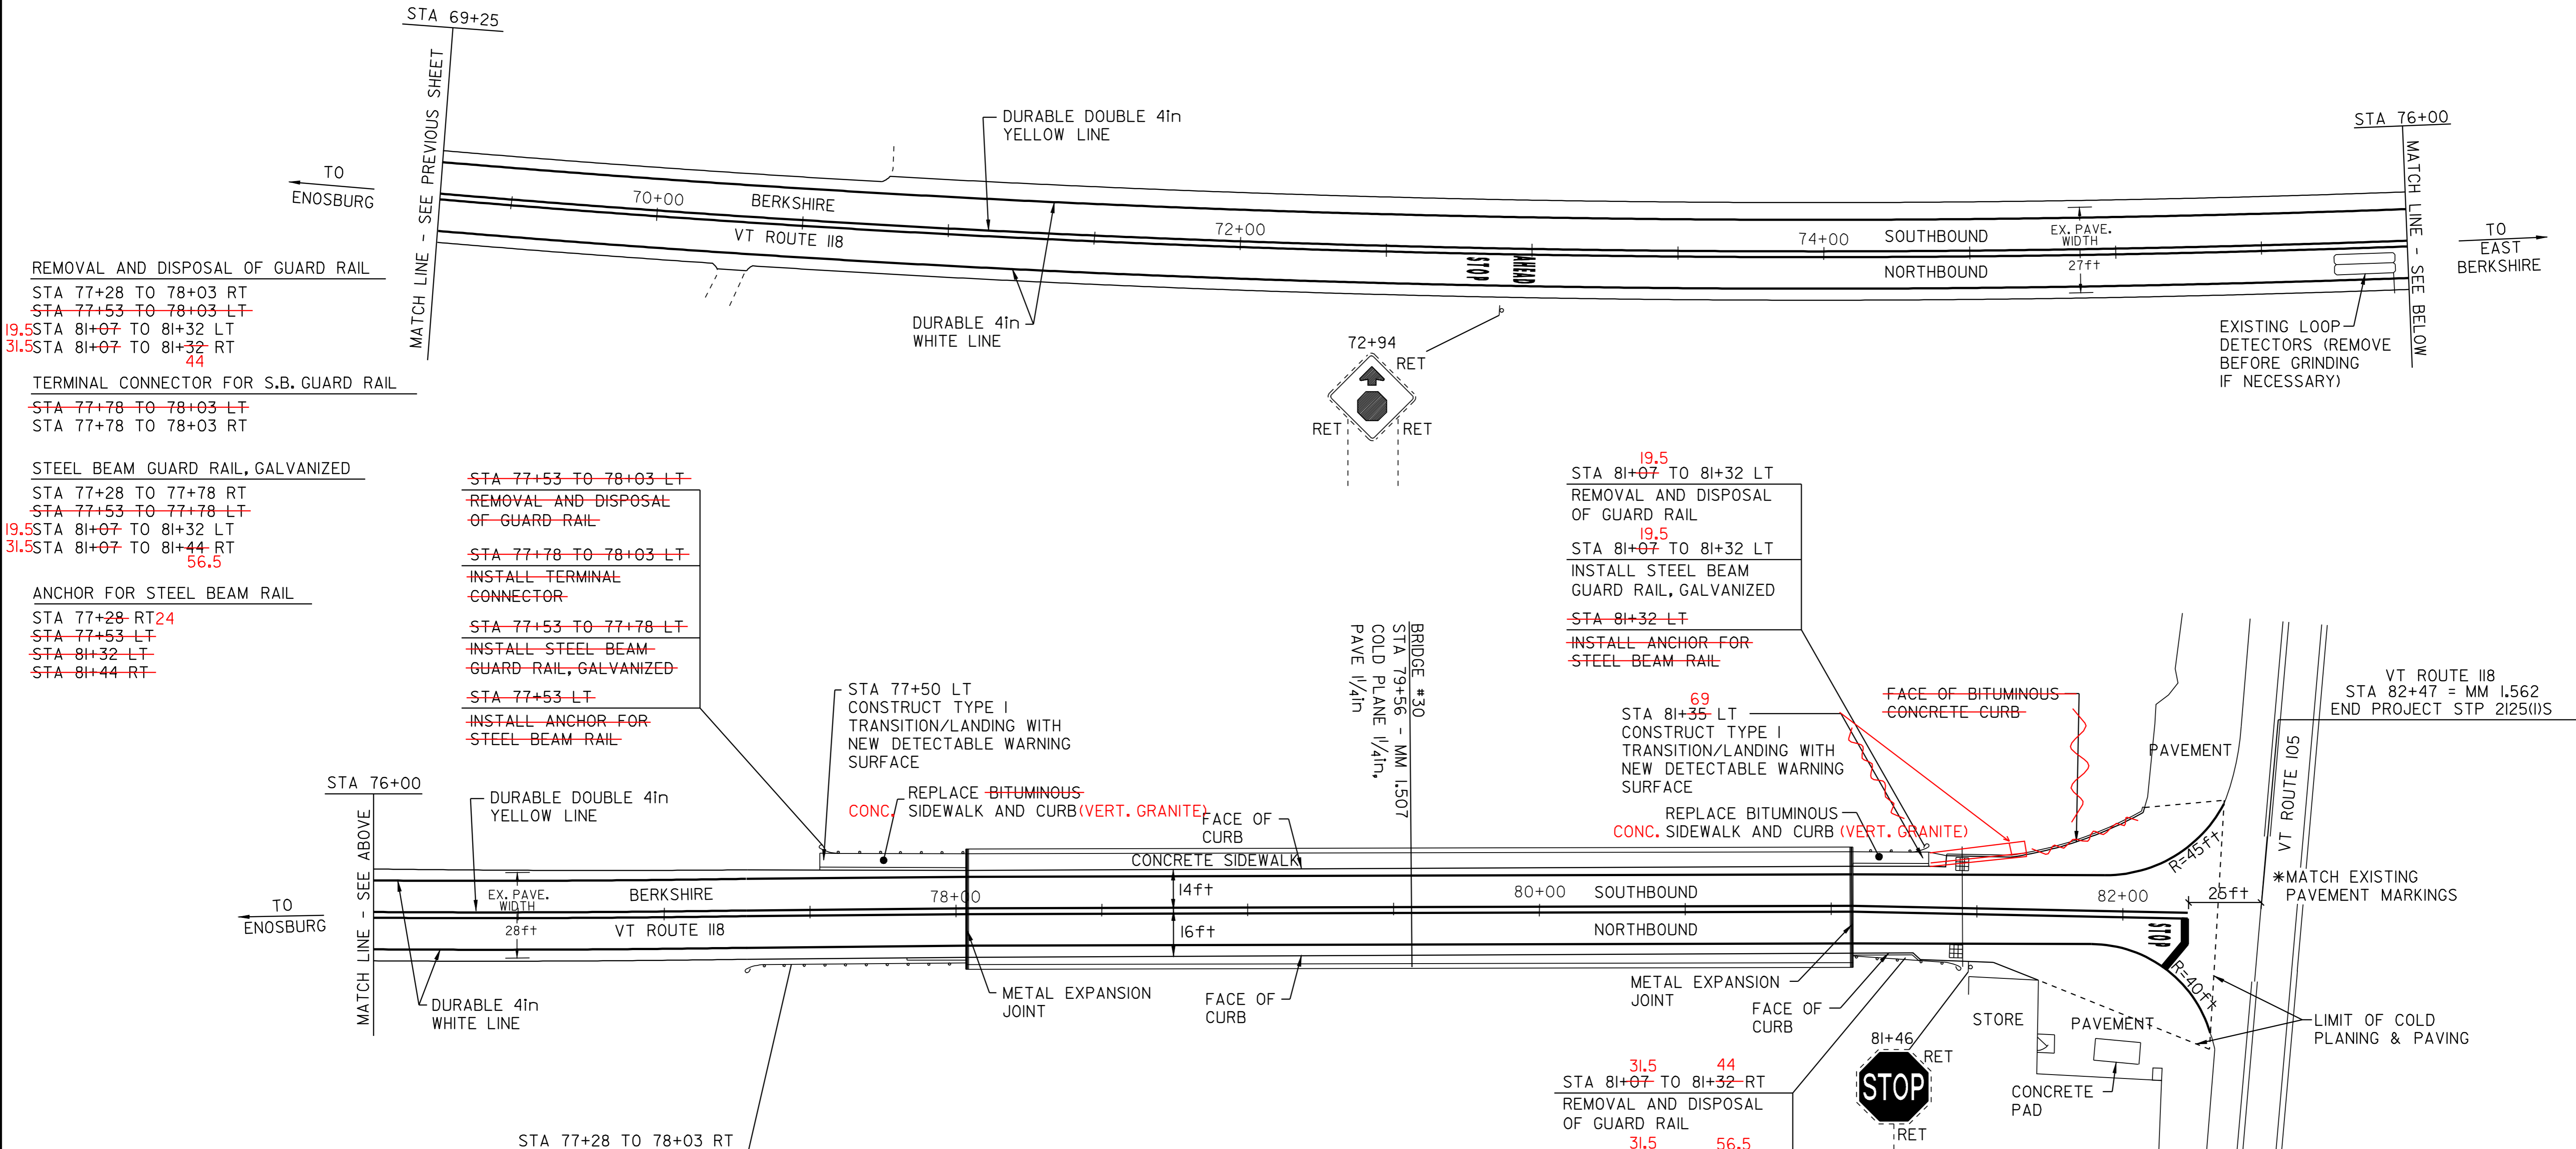 STA 69+25
MATCH LINE - SEE PREVIOUS SHEET
TO
ENOSBURG
DURABLE DOUBLE 4in
YELLOW LINE
70+00
BERKSHIRE
VT ROUTE 118
72+00
DURABLE 4in
WHITE LINE
STOP
AHEAD
74+00
SOUTHBOUND
NORTHBOUND
EX. PAVE.
WIDTH
27ft
STA 76+00
MATCH LINE - SEE BELOW
TO
EAST
BERKSHIRE
EXISTING LOOP
DETECTORS (REMOVE
BEFORE GRINDING
IF NECESSARY)
72+94
RET
RET
RET
REMOVAL AND DISPOSAL OF GUARD RAIL
STA 77+28 TO 78+03 RT
STA 77+53 TO 78+03 LT
19.5 STA 81+07 TO 81+32 LT
31.5 STA 81+07 TO 81+32 RT
44
TERMINAL CONNECTOR FOR S.B. GUARD RAIL
STA 77+78 TO 78+03 LT
STA 77+78 TO 78+03 RT
STEEL BEAM GUARD RAIL, GALVANIZED
STA 77+28 TO 77+78 RT
STA 77+53 TO 77+78 LT
19.5 STA 81+07 TO 81+32 LT
31.5 STA 81+07 TO 81+44 RT
56.5
ANCHOR FOR STEEL BEAM RAIL
STA 77+28 RT 24
STA 77+53 LT
STA 81+32 LT
STA 81+44 RT
STA 77+53 TO 78+03 LT
REMOVAL AND DISPOSAL
OF GUARD RAIL
STA 77+78 TO 78+03 LT
INSTALL TERMINAL
CONNECTOR
STA 77+53 TO 77+78 LT
INSTALL STEEL BEAM
GUARD RAIL, GALVANIZED
STA 77+53 LT
INSTALL ANCHOR FOR
STEEL BEAM RAIL
STA 77+50 LT
CONSTRUCT TYPE 1
TRANSITION/LANDING WITH
NEW DETECTABLE WARNING
SURFACE
REPLACE BITUMINOUS
CONC. SIDEWALK AND CURB (VERT. GRANITE)
BRIDGE #30
STA 79+56 - MM 1.507
COLD PLANE 1 1/4in,
PAVE 1 1/4in
19.5
STA 81+07 TO 81+32 LT
REMOVAL AND DISPOSAL
OF GUARD RAIL
19.5
STA 81+07 TO 81+32 LT
INSTALL STEEL BEAM
GUARD RAIL, GALVANIZED
STA 81+32 LT
INSTALL ANCHOR FOR
STEEL BEAM RAIL
69
STA 81+35 LT
CONSTRUCT TYPE 1
TRANSITION/LANDING WITH
NEW DETECTABLE WARNING
SURFACE
REPLACE BITUMINOUS
CONC. SIDEWALK AND CURB (VERT. GRANITE)
FACE OF BITUMINOUS
CONCRETE CURB
PAVEMENT
VT ROUTE 118
STA 82+47 = MM 1.562
END PROJECT STP 2125(1)S
VT ROUTE 105
STA 76+00
MATCH LINE - SEE ABOVE
TO
ENOSBURG
DURABLE DOUBLE 4in
YELLOW LINE
EX. PAVE.
WIDTH
28ft
BERKSHIRE
VT ROUTE 118
DURABLE 4in
WHITE LINE
78+00
FACE OF
CURB
CONCRETE SIDEWALK
14ft
16ft
80+00
SOUTHBOUND
NORTHBOUND
82+00
R=45ft
25ft
*MATCH EXISTING
PAVEMENT MARKINGS
STOP
R=40ft
METAL EXPANSION
JOINT
FACE OF
CURB
METAL EXPANSION
JOINT
FACE OF
CURB
STORE
PAVEMENT
LIMIT OF COLD
PLANING & PAVING
CONCRETE
PAD
81+46
RET
STOP
RET
STA 77+28 TO 78+03 RT
31.5 44
STA 81+07 TO 81+32 RT
REMOVAL AND DISPOSAL
OF GUARD RAIL
31.5 56.5